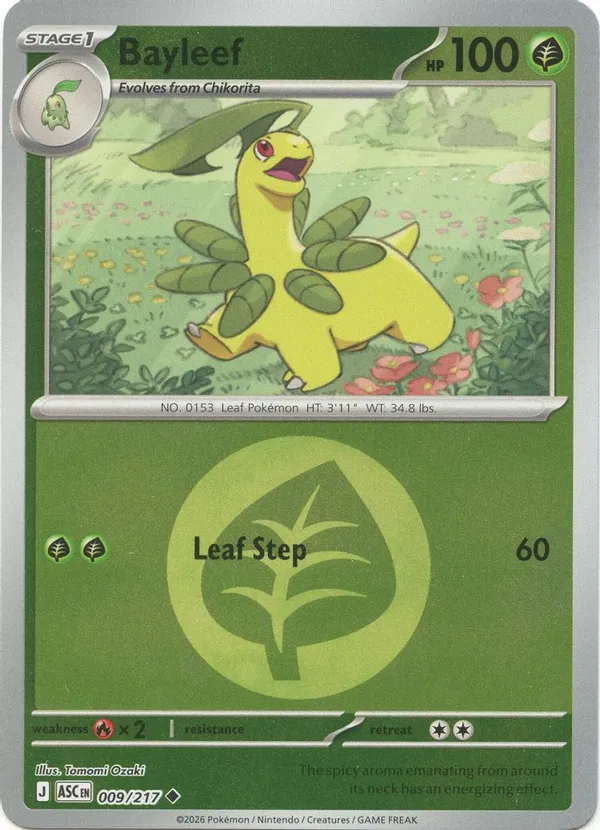 STAGE1
Bayleef
HP 100
Evolves from Chikorita
NO. 0153 Leaf Pokémon HT: 3'11" WT: 34.8 lbs.
Leaf Step 60
weakness ×2 resistance retreat
Illus. Tomomi Ozaki
The spicy aroma emanating from around
its neck has an energizing effect.
J ASC EN 009/217
©2026 Pokémon / Nintendo / Creatures / GAME FREAK